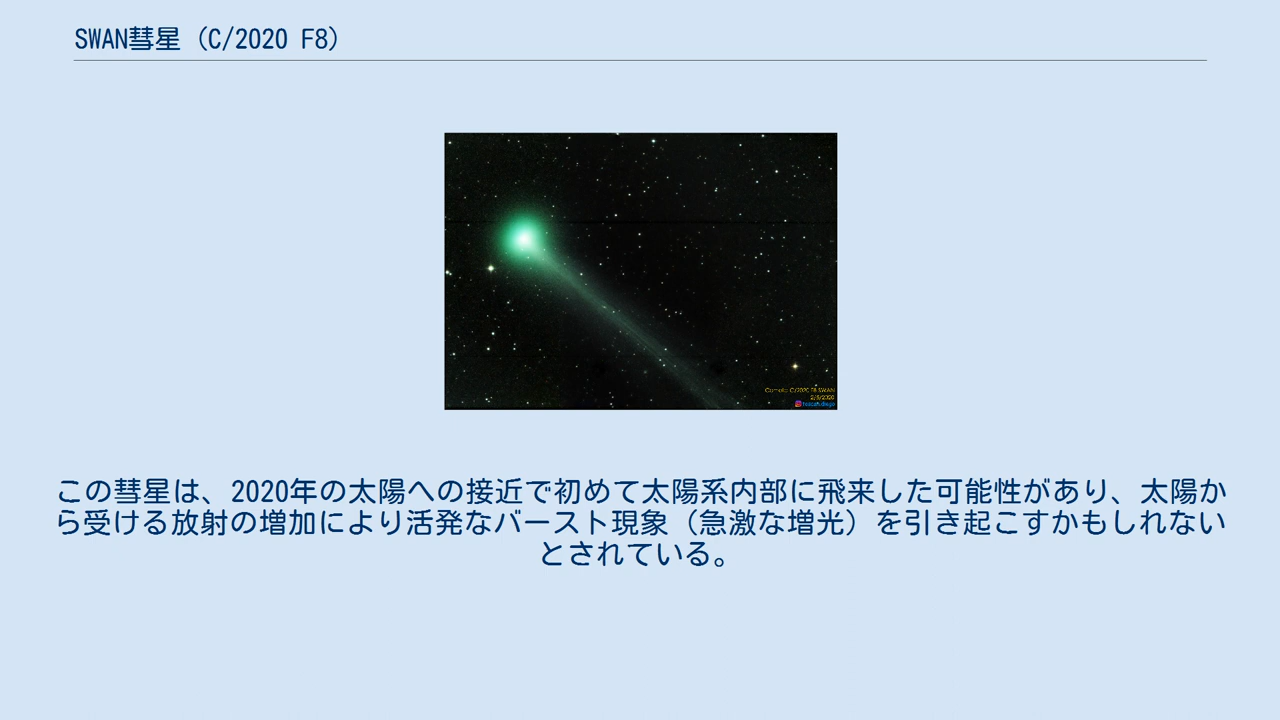 SWAN彗星（C/2020 F8）
2/5/2020
この彗星は、2020年の太陽への接近で初めて太陽系内部に飛来した可能性があり、太陽か
ら受ける放射の増加により活発なバースト現象（急激な増光）を引き起こすかもしれない
とされている。